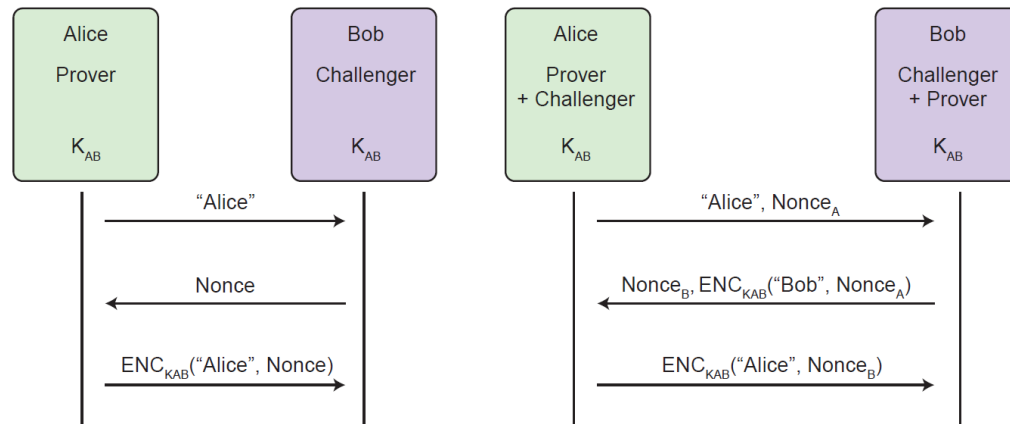 Alice
Prover
K_AB
Bob
Challenger
K_AB
“Alice”
Nonce
ENC_KAB(“Alice”, Nonce)
Alice
Prover
+ Challenger
K_AB
Bob
Challenger
+ Prover
K_AB
“Alice”, Nonce_A
Nonce_B, ENC_KAB(“Bob”, Nonce_A)
ENC_KAB(“Alice”, Nonce_B)